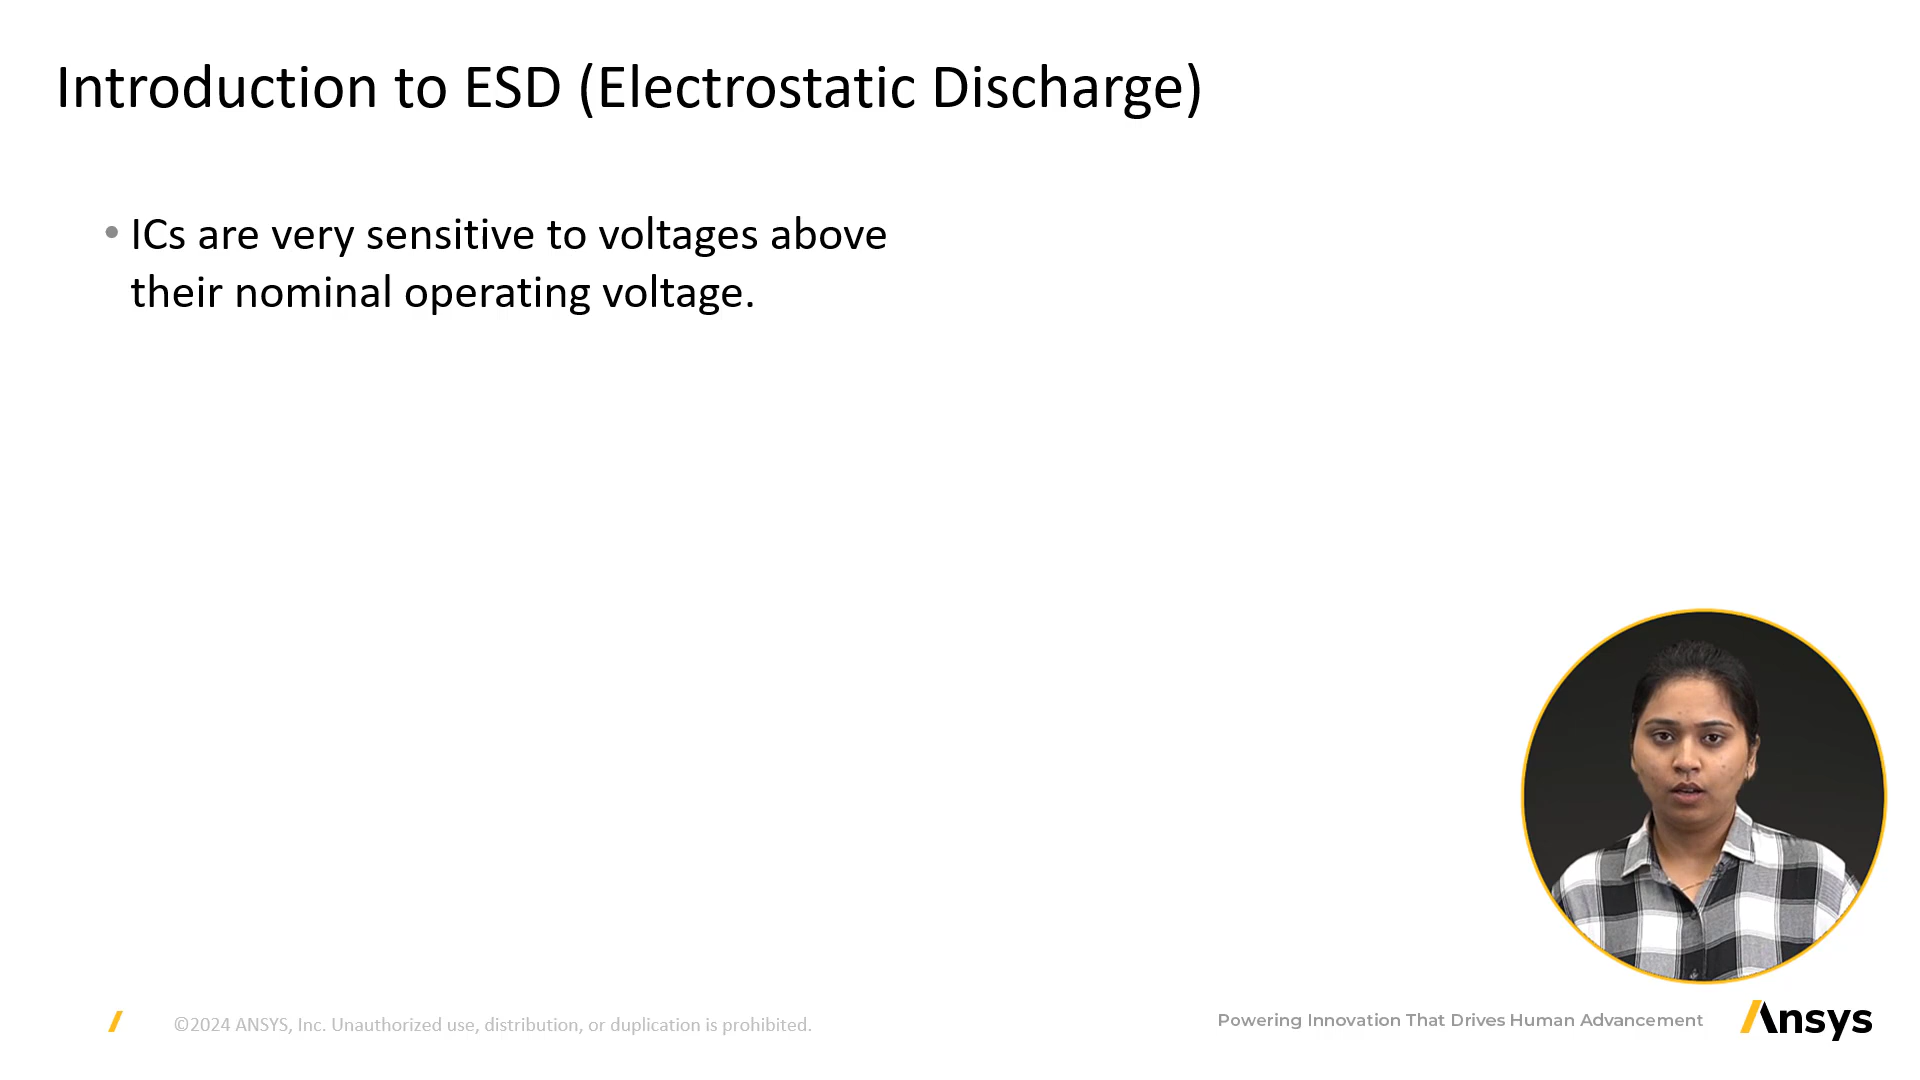 Introduction to ESD (Electrostatic Discharge)
• ICs are very sensitive to voltages above
their nominal operating voltage.
©2024 ANSYS, Inc. Unauthorized use, distribution, or duplication is prohibited.
Powering Innovation That Drives Human Advancement
Ansys